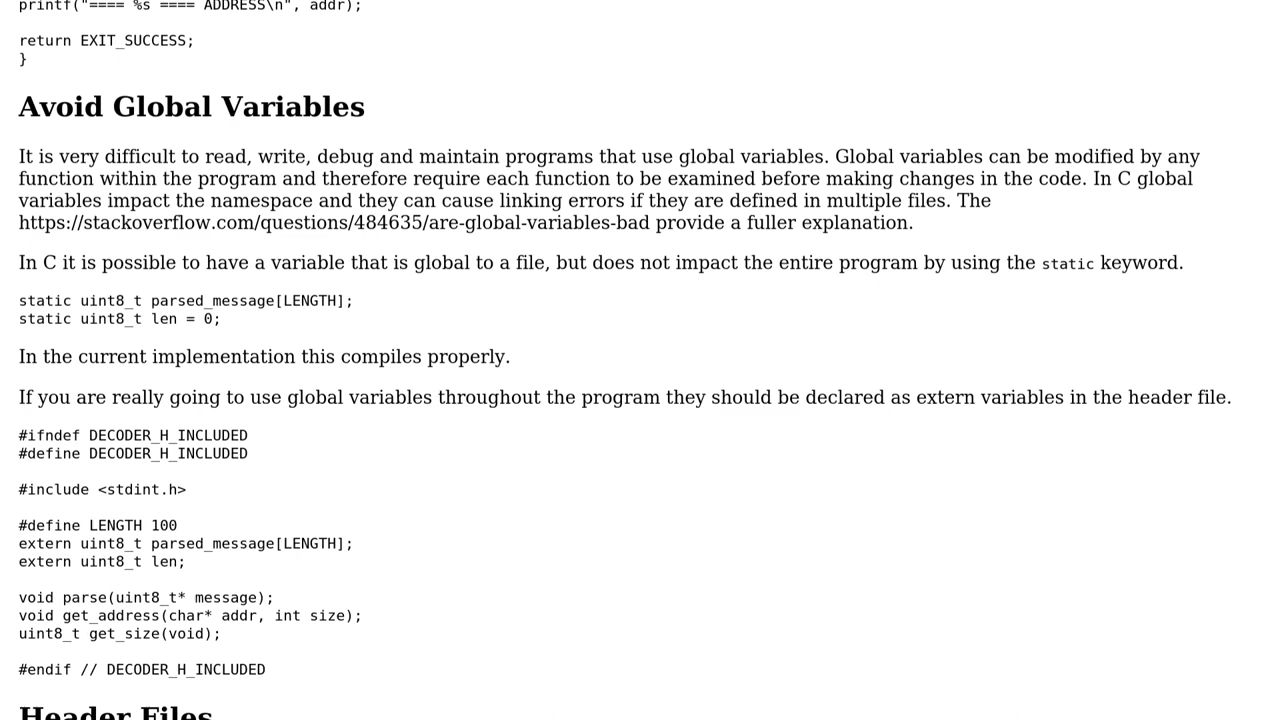 printf("==== %s ==== ADDRESS\n", addr);
return EXIT_SUCCESS;
}
Avoid Global Variables
It is very difficult to read, write, debug and maintain programs that use global variables. Global variables can be modified by any
function within the program and therefore require each function to be examined before making changes in the code. In C global
variables impact the namespace and they can cause linking errors if they are defined in multiple files. The
https://stackoverflow.com/questions/484635/are-global-variables-bad provide a fuller explanation.
In C it is possible to have a variable that is global to a file, but does not impact the entire program by using the static keyword.
static uint8_t parsed_message[LENGTH];
static uint8_t len = 0;
In the current implementation this compiles properly.
If you are really going to use global variables throughout the program they should be declared as extern variables in the header file.
#ifndef DECODER_H_INCLUDED
#define DECODER_H_INCLUDED
#include <stdint.h>
#define LENGTH 100
extern uint8_t parsed_message[LENGTH];
extern uint8_t len;
void parse(uint8_t* message);
void get_address(char* addr, int size);
uint8_t get_size(void);
#endif // DECODER_H_INCLUDED
Header Files